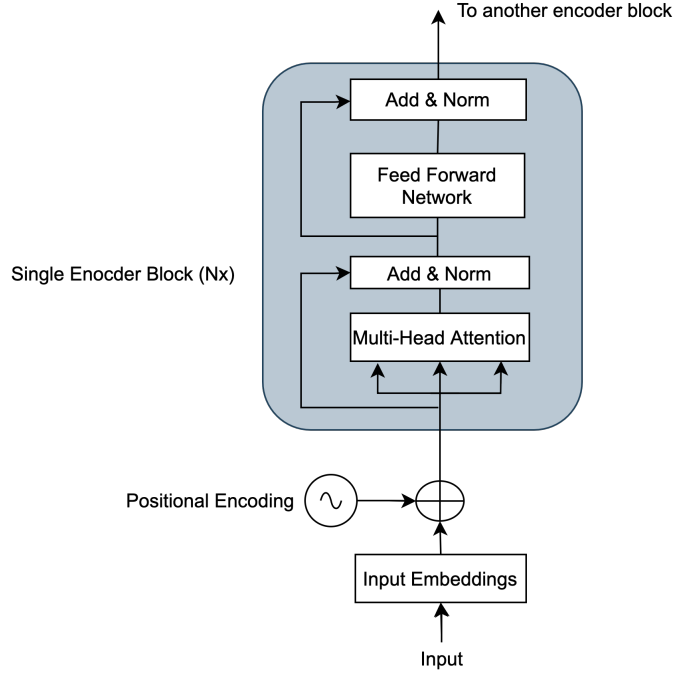 To another encoder block
Add & Norm
Feed Forward
Network
Add & Norm
Single Enocder Block (Nx)
Multi-Head Attention
Positional Encoding
Input Embeddings
Input